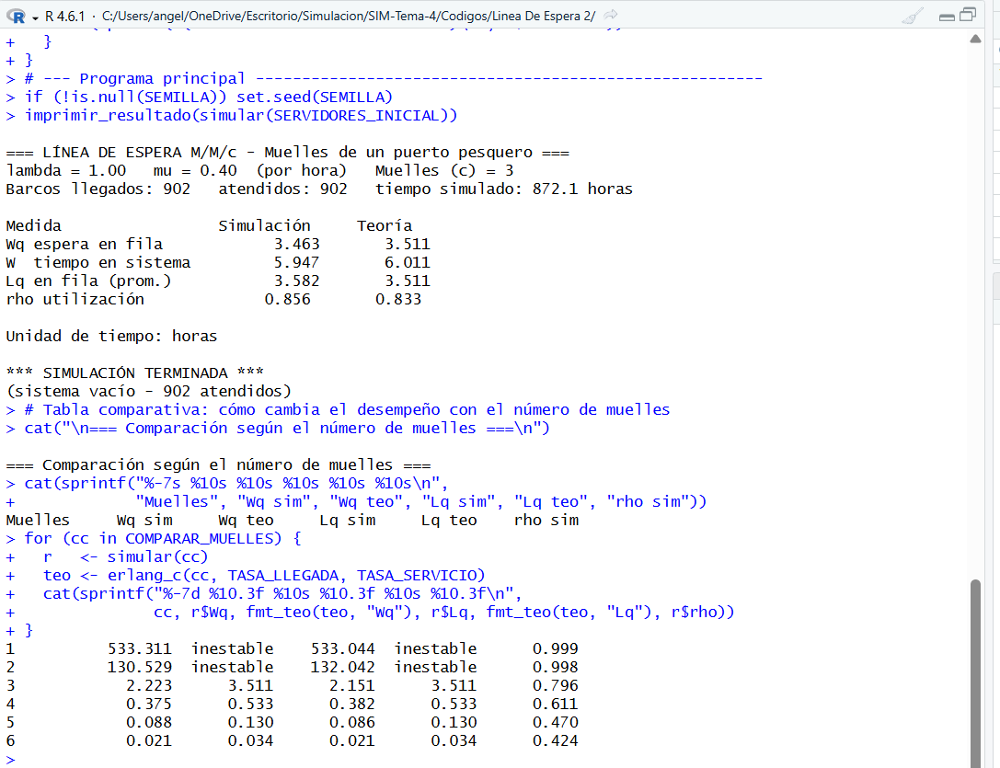 R 4.6.1 · C:/Users/angel/OneDrive/Escritorio/Simulacion/SIM-Tema-4/Codigos/Linea De Espera 2/
+   }
+ }
> # --- Programa principal -------------------------------------------------------
> if (!is.null(SEMILLA)) set.seed(SEMILLA)
> imprimir_resultado(simular(SERVIDORES_INICIAL))
=== LÍNEA DE ESPERA M/M/c - Muelles de un puerto pesquero ===
lambda = 1.00   mu = 0.40  (por hora)   Muelles (c) = 3
Barcos llegados: 902   atendidos: 902   tiempo simulado: 872.1 horas
Medida                 Simulación     Teoría
Wq espera en fila            3.463       3.511
W  tiempo en sistema         5.947       6.011
Lq en fila (prom.)           3.582       3.511
rho utilización             0.856      0.833
Unidad de tiempo: horas
*** SIMULACIÓN TERMINADA ***
(sistema vacío - 902 atendidos)
> # Tabla comparativa: cómo cambia el desempeño con el número de muelles
> cat("\n=== Comparación según el número de muelles ===\n")
=== Comparación según el número de muelles ===
> cat(sprintf("%-7s %10s %10s %10s %10s %10s\n",
+             "Muelles", "Wq sim", "Wq teo", "Lq sim", "Lq teo", "rho sim"))
Muelles     Wq sim     Wq teo     Lq sim     Lq teo    rho sim
> for (cc in COMPARAR_MUELLES) {
+   r   <- simular(cc)
+   teo <- erlang_c(cc, TASA_LLEGADA, TASA_SERVICIO)
+   cat(sprintf("%-7d %10.3f %10s %10.3f %10s %10.3f\n",
+               cc, r$Wq, fmt_teo(teo, "Wq"), r$Lq, fmt_teo(teo, "Lq"), r$rho))
+ }
1          533.311  inestable    533.044  inestable      0.999
2          130.529  inestable    132.042  inestable      0.998
3            2.223      3.511      2.151      3.511      0.796
4            0.375      0.533      0.382      0.533      0.611
5            0.088      0.130      0.086      0.130      0.470
6            0.021      0.034      0.021      0.034      0.424
>